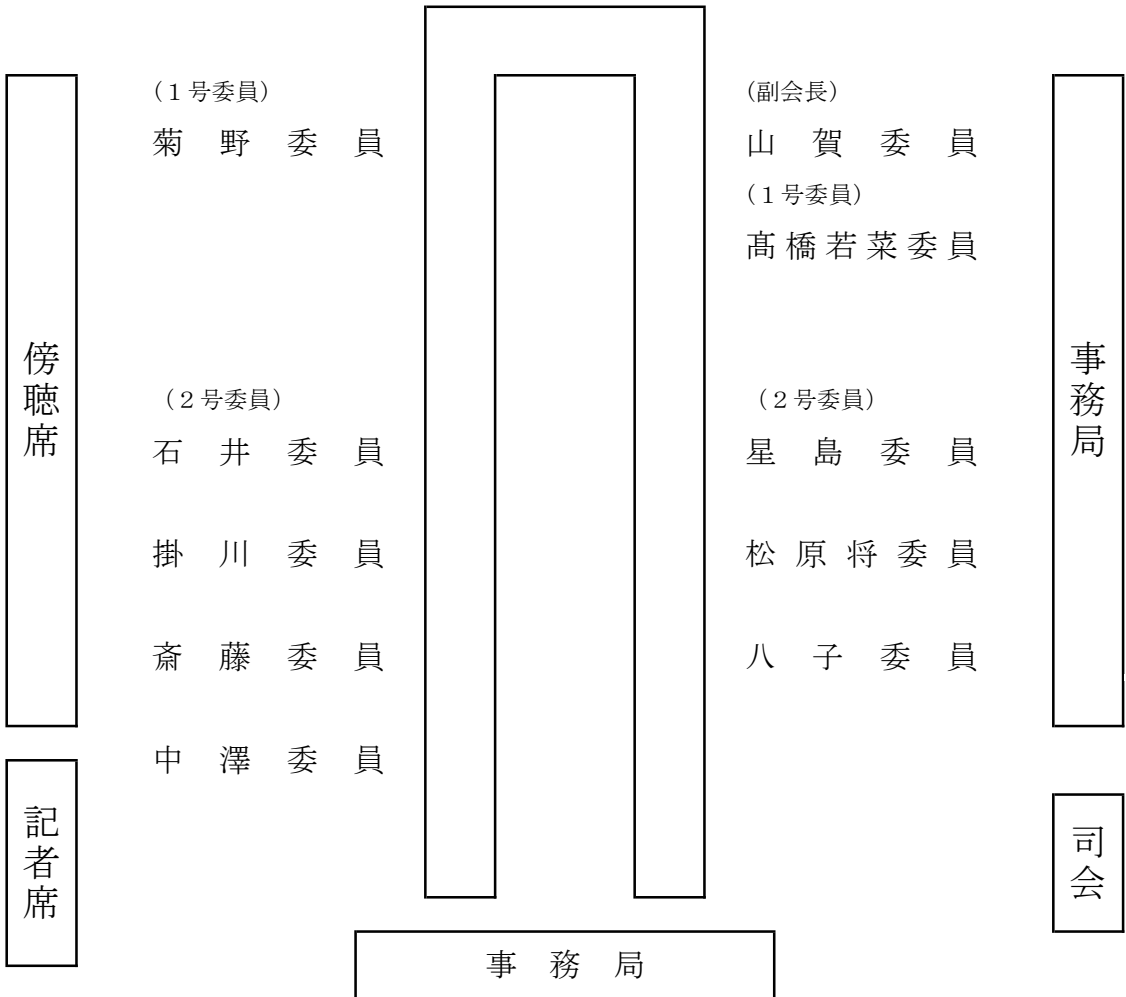 (１号委員)
菊野委員
(２号委員)
石井委員
掛川委員
斎藤委員
中澤委員
(副会長)
山賀委員
(１号委員)
髙橋若菜委員
(２号委員)
星島委員
松原将委員
八子委員
傍聴席
記者席
事務局
司会
事務局